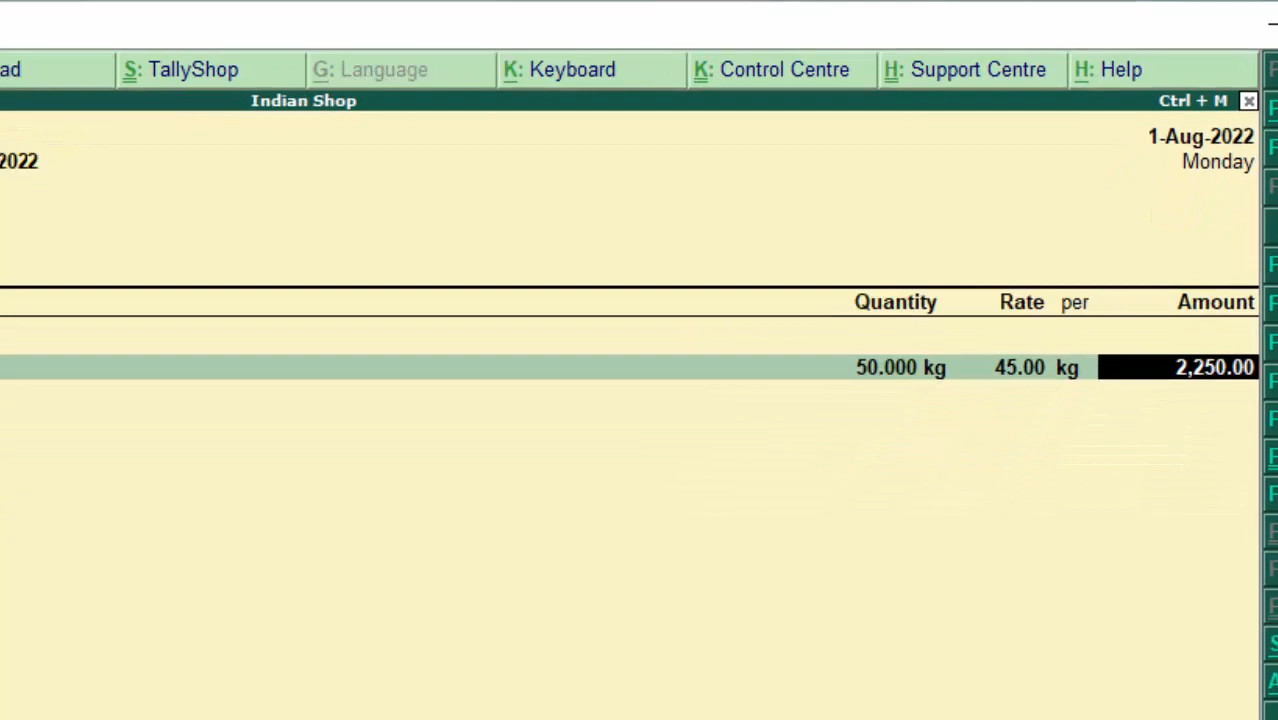 ad S: TallyShop G: Language K: Keyboard K: Control Centre H: Support Centre H: Help
Indian Shop Ctrl + M
1-Aug-2022
2022 Monday
Quantity Rate per Amount
50.000 kg 45.00 kg 2,250.00